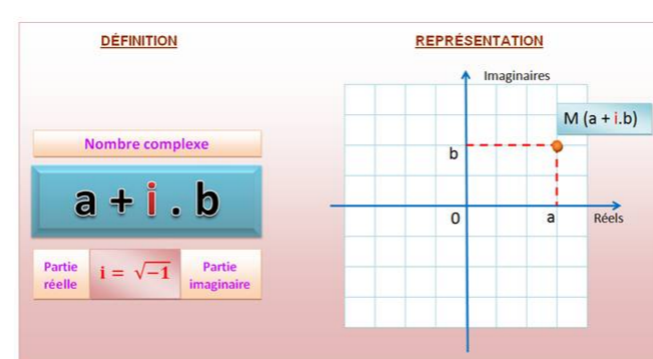 DÉFINITION
REPRÉSENTATION
Nombre complexe
a + i . b
Partie
réelle
i = √−1
Partie
imaginaire
Imaginaires
M (a + i.b)
b
0
a
Réels